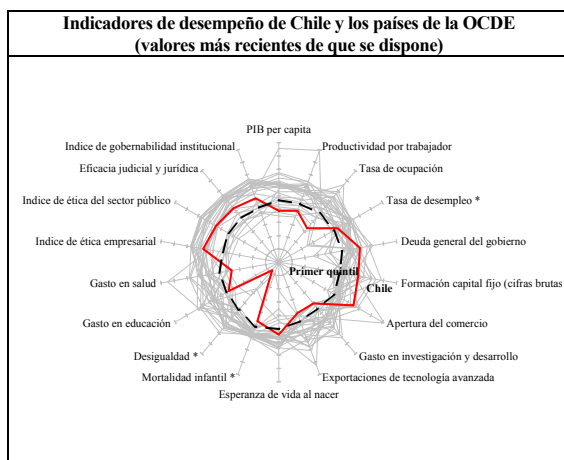 Indicadores de desempeño de Chile y los países de la OCDE
(valores más recientes de que se dispone)
PIB per capita
Indice de gobernabilidad institucional
Productividad por trabajador
Eficacia judicial y jurídica
Tasa de ocupación
Indice de ética del sector público
Tasa de desempleo *
Indice de ética empresarial
Deuda general del gobierno
Primer quintil
Gasto en salud
Formación capital fijo (cifras brutas
Chile
Gasto en educación
Apertura del comercio
Desigualdad *
Gasto en investigación y desarrollo
Mortalidad infantil *
Exportaciones de tecnología avanzada
Esperanza de vida al nacer